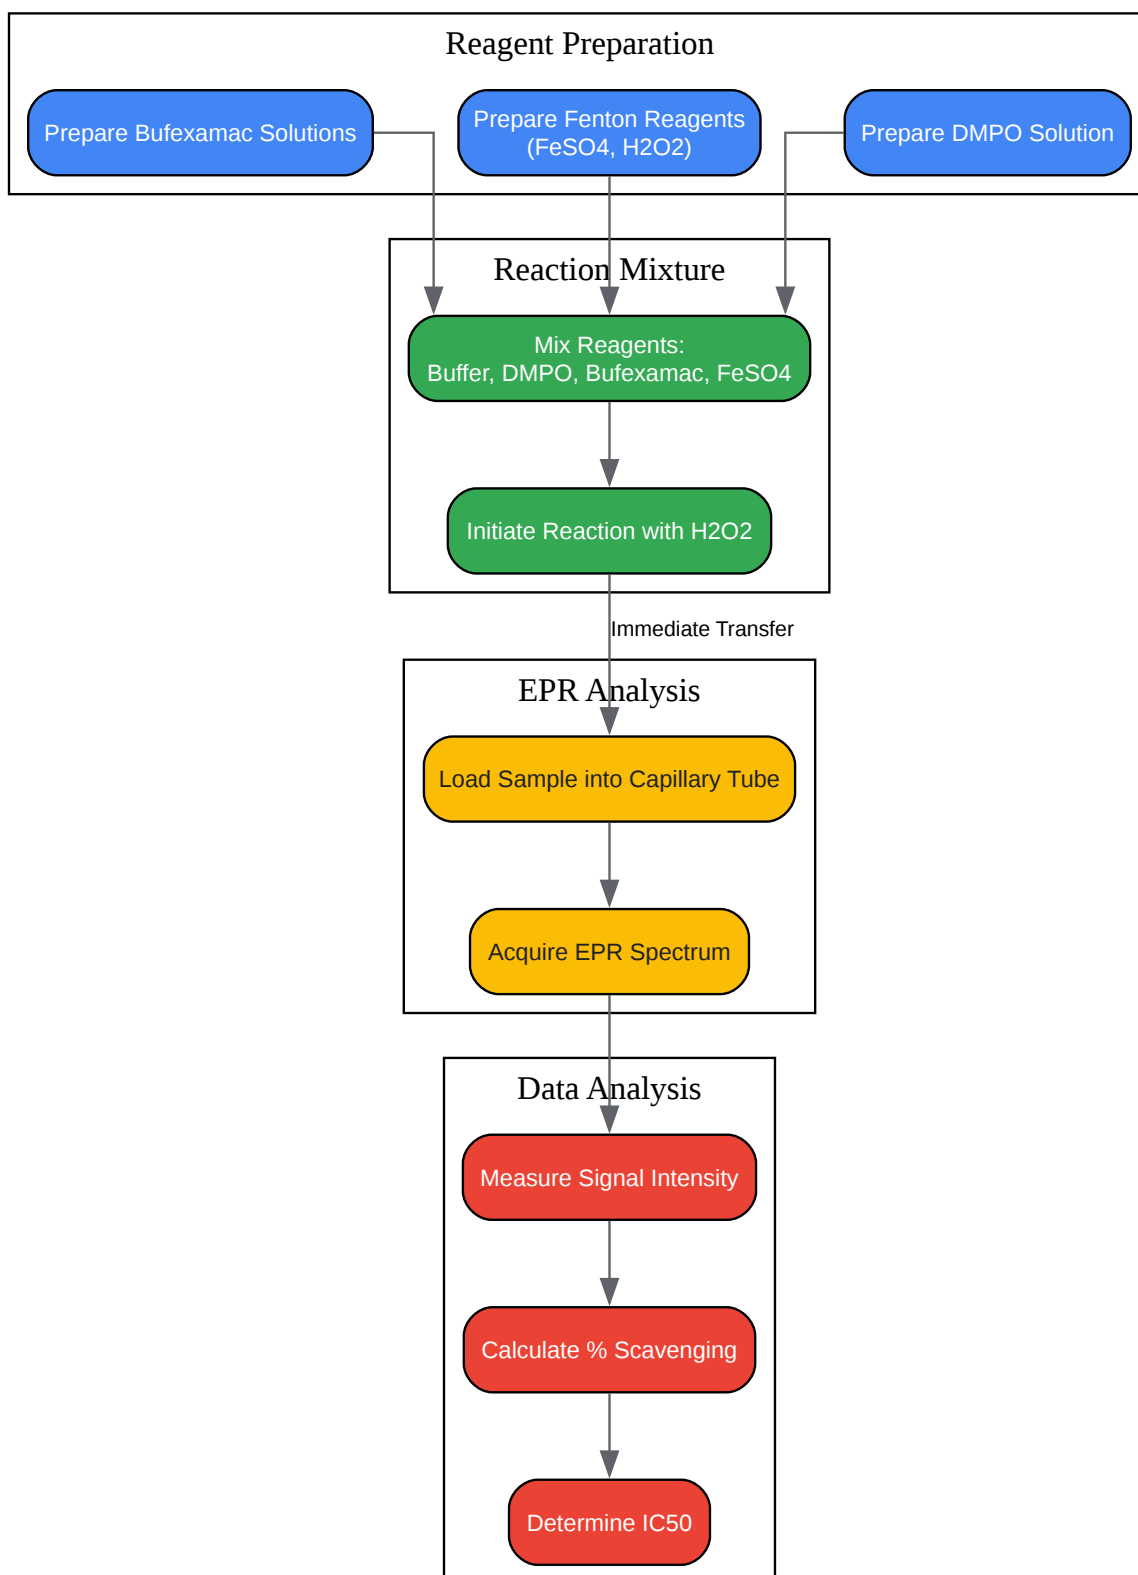 Reagent Preparation
Prepare Bufexamac Solutions
Prepare Fenton Reagents
(FeSO4, H2O2)
Prepare DMPO Solution
Reaction Mixture
Mix Reagents:
Buffer, DMPO, Bufexamac, FeSO4
Initiate Reaction with H2O2
Immediate Transfer
EPR Analysis
Load Sample into Capillary Tube
Acquire EPR Spectrum
Data Analysis
Measure Signal Intensity
Calculate % Scavenging
Determine IC50